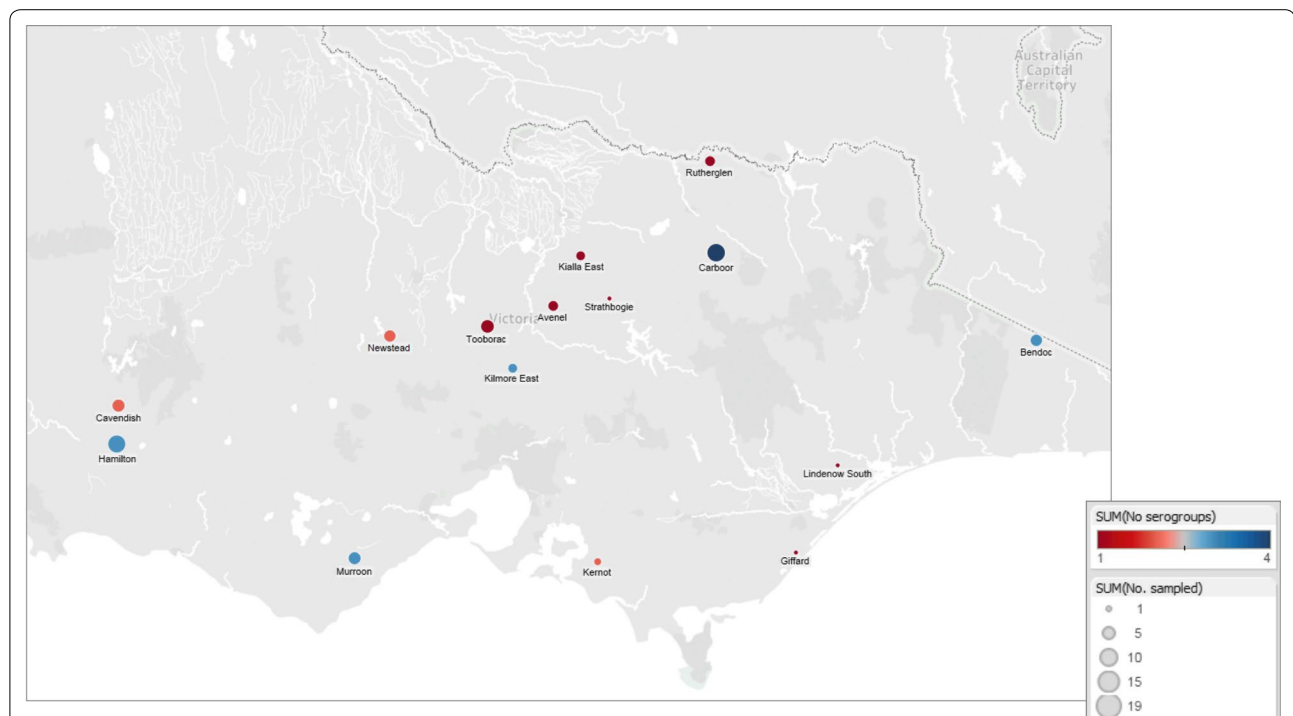 Australian
Capital
Territory
Rutherglen
Kialla East
Carboor
Strathbogie
Victoria
Avenel
Tooborac
Newstead
Bendoc
Kilmore East
Cavendish
Hamilton
Lindenow South
Murroon
Kernot
Giffard
SUM(No serogroups)
1 4
SUM(No. sampled)
1
5
10
15
19